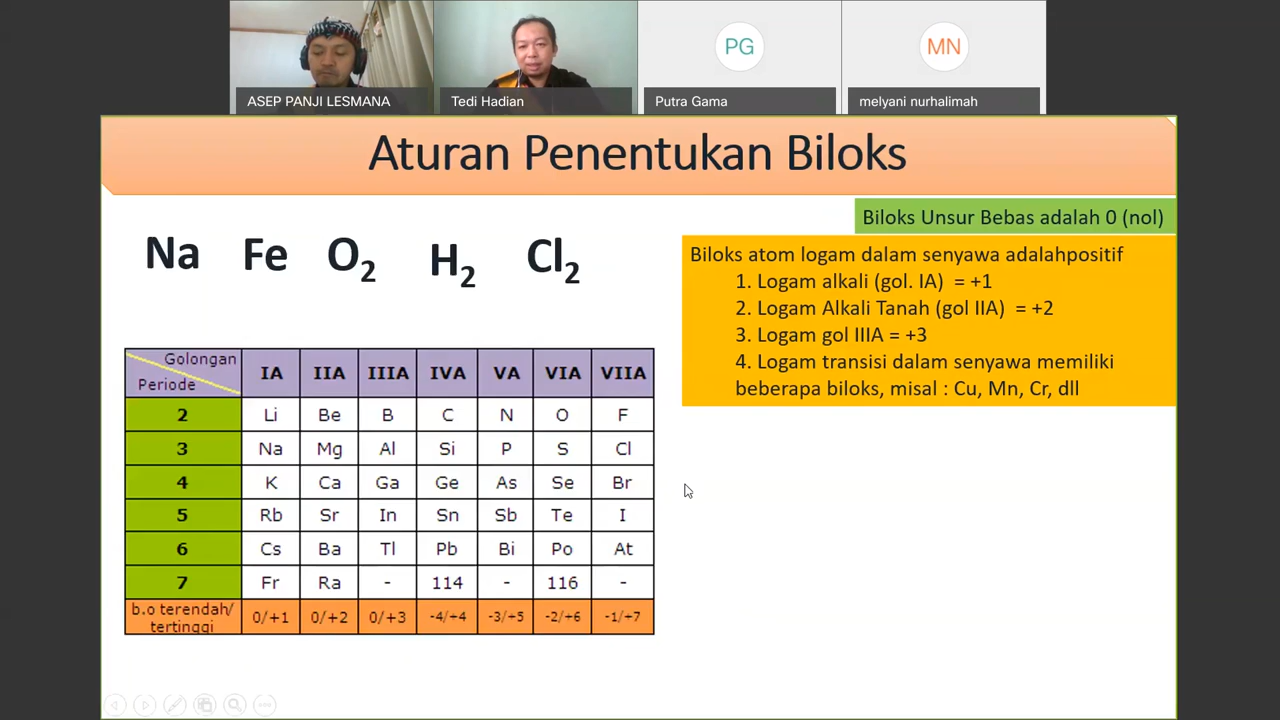 PG
MN
ASEP PANJI LESMANA
Tedi Hadian
Putra Gama
melyani nurhalimah
Aturan Penentukan Biloks
Biloks Unsur Bebas adalah 0 (nol)
Na Fe O2 H2 Cl2
Biloks atom logam dalam senyawa adalahpositif
1. Logam alkali (gol. IA) = +1
2. Logam Alkali Tanah (gol IIA) = +2
3. Logam gol IIIA = +3
4. Logam transisi dalam senyawa memiliki
beberapa biloks, misal : Cu, Mn, Cr, dll
Golongan
Periode
IA IIA IIIA IVA VA VIA VIIA
2 Li Be B C N O F
3 Na Mg Al Si P S Cl
4 K Ca Ga Ge As Se Br
5 Rb Sr In Sn Sb Te I
6 Cs Ba Tl Pb Bi Po At
7 Fr Ra - 114 - 116 -
b.o terendah/
tertinggi
0/+1 0/+2 0/+3 -4/+4 -3/+5 -2/+6 -1/+7